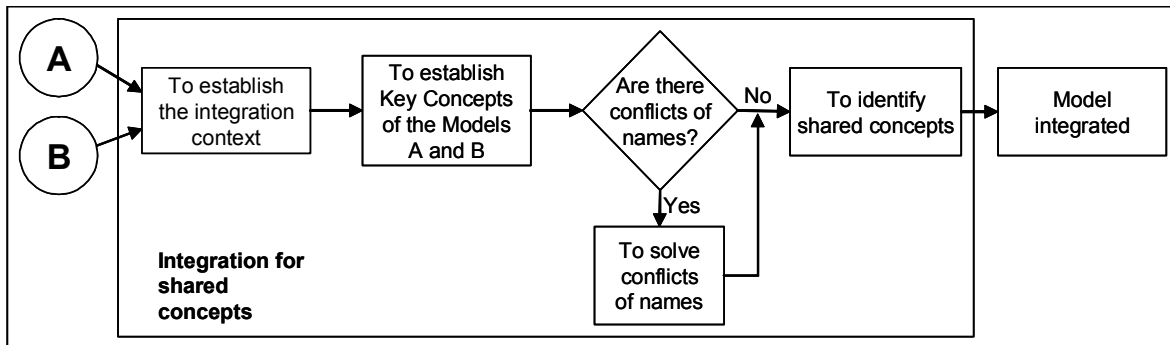 A
B
To establish
the integration
context
To establish
Key Concepts
of the Models
A and B
Are there
conflicts of
names?
No
Yes
To solve
conflicts
of names
To identify
shared concepts
Model
integrated
Integration for
shared
concepts